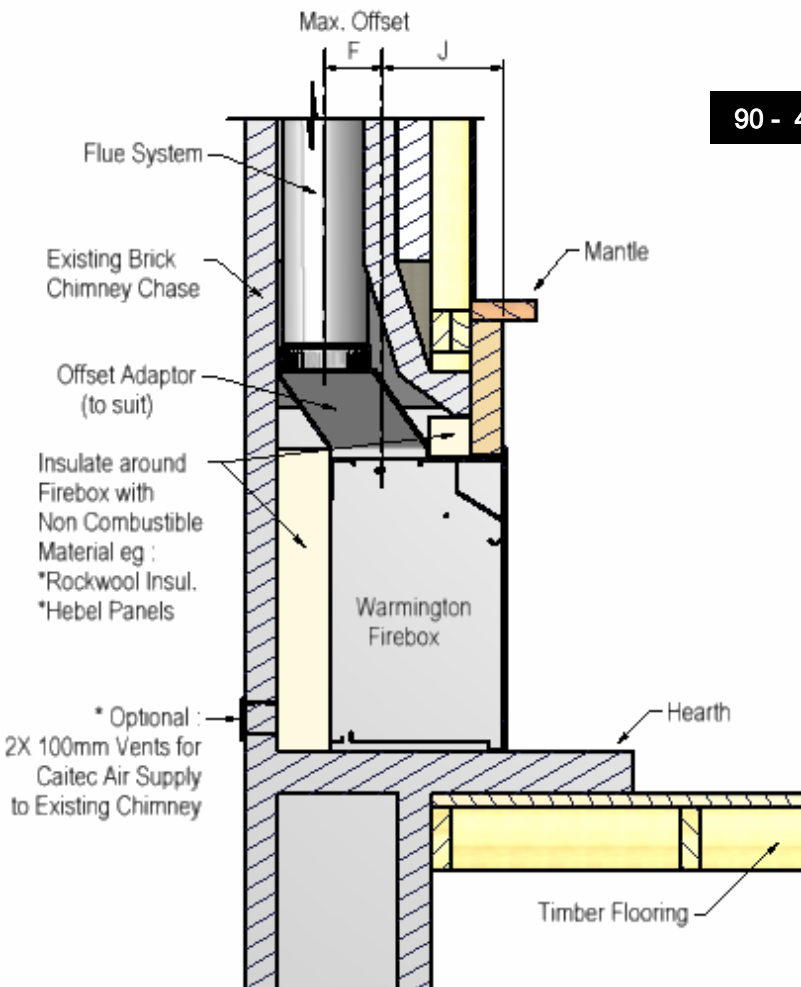 Max. Offset
F
J
90 - 4
Flue System
Mantle
Existing Brick
Chimney Chase
Offset Adaptor
(to suit)
Insulate around
Firebox with
Non Combustible
Material eg :
*Rockwool Insul.
*Hebel Panels
Warmington
Firebox
* Optional :
2X 100mm Vents for
Caitec Air Supply
to Existing Chimney
Hearth
Timber Flooring